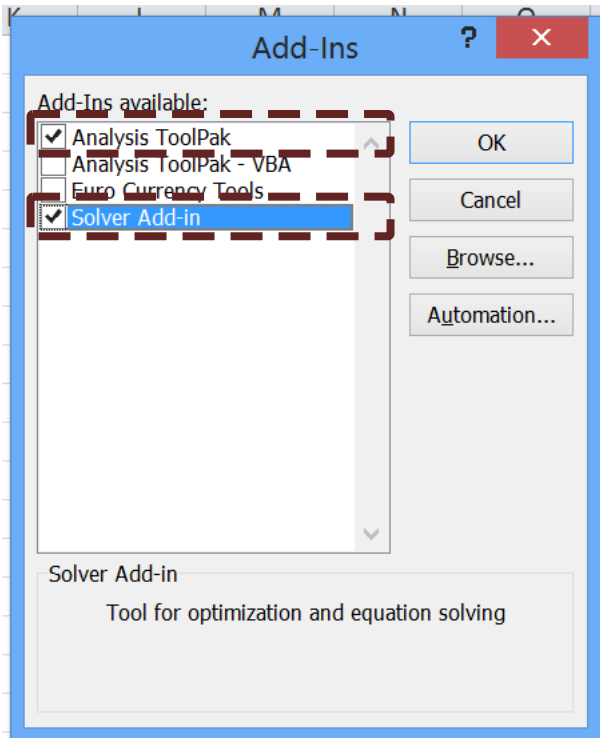 Add-Ins
?
Add-Ins available:
Analysis ToolPak
Analysis ToolPak - VBA
Euro Currency Tools
Solver Add-in
OK
Cancel
Browse...
Automation...
Solver Add-in
Tool for optimization and equation solving